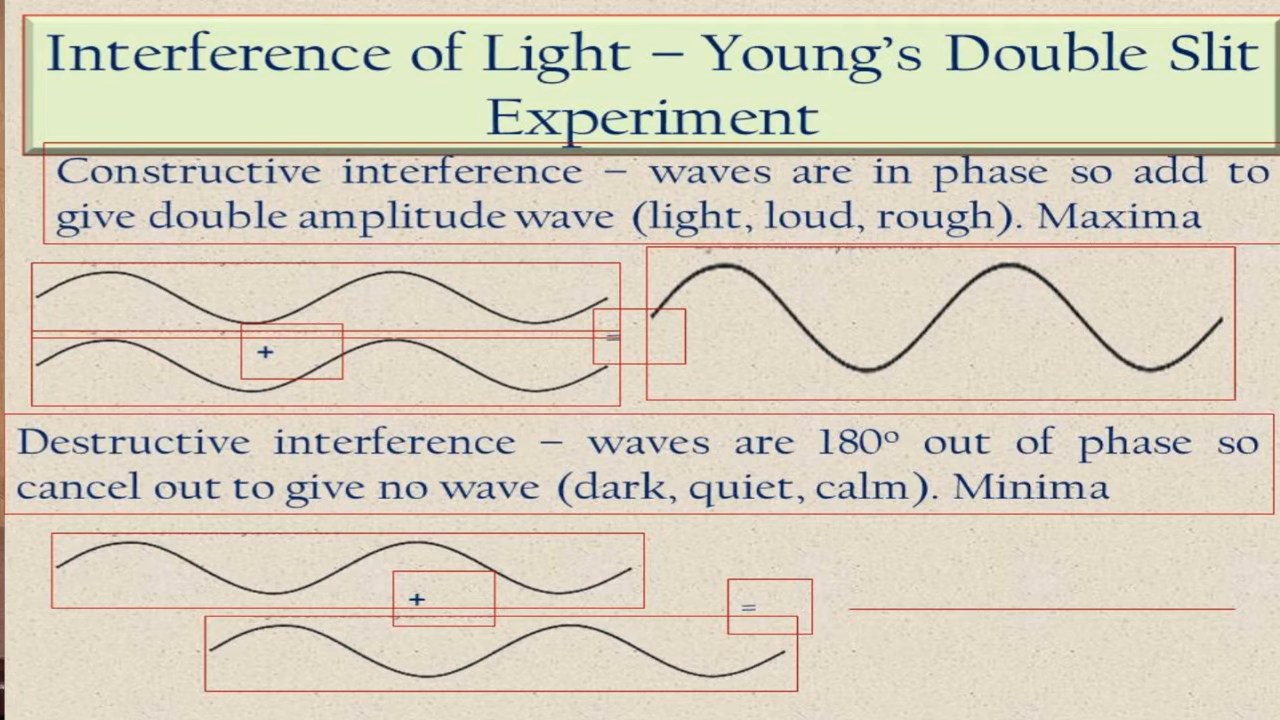 Interference of Light – Young's Double Slit
Experiment
Constructive interference – waves are in phase so add to
give double amplitude wave (light, loud, rough). Maxima
+
=
Destructive interference – waves are 180º out of phase so
cancel out to give no wave (dark, quiet, calm). Minima
+
=